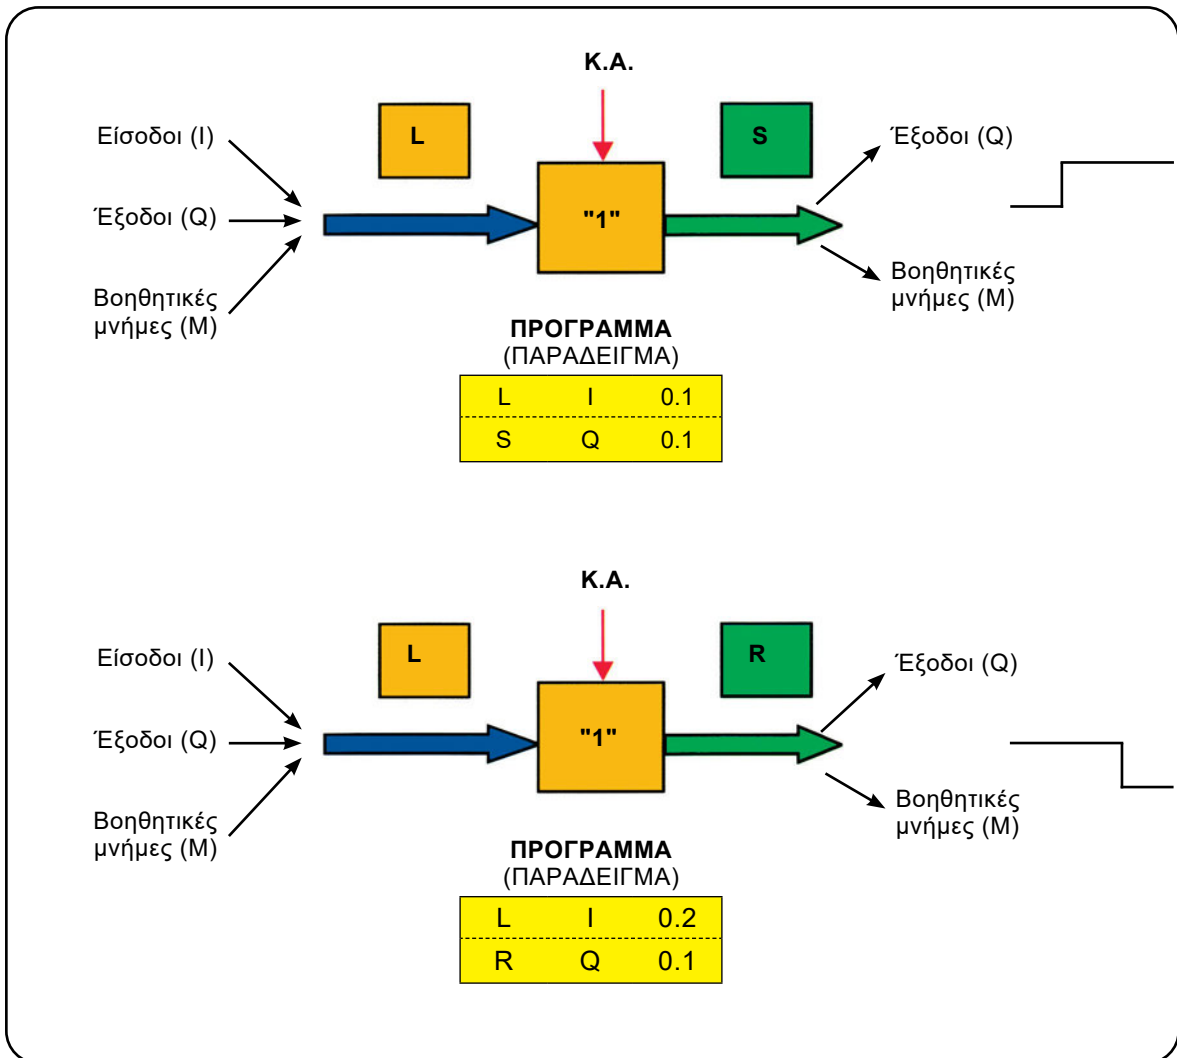 Κ.Α.
L
S
Είσοδοι (I)
Έξοδοι (Q)
Βοηθητικές
μνήμες (M)
"1"
Έξοδοι (Q)
Βοηθητικές
μνήμες (M)
ΠΡΟΓΡΑΜΜΑ
(ΠΑΡΑΔΕΙΓΜΑ)
L I 0.1
S Q 0.1
Κ.Α.
L
R
Είσοδοι (I)
Έξοδοι (Q)
Βοηθητικές
μνήμες (M)
"1"
Έξοδοι (Q)
Βοηθητικές
μνήμες (M)
ΠΡΟΓΡΑΜΜΑ
(ΠΑΡΑΔΕΙΓΜΑ)
L I 0.2
R Q 0.1